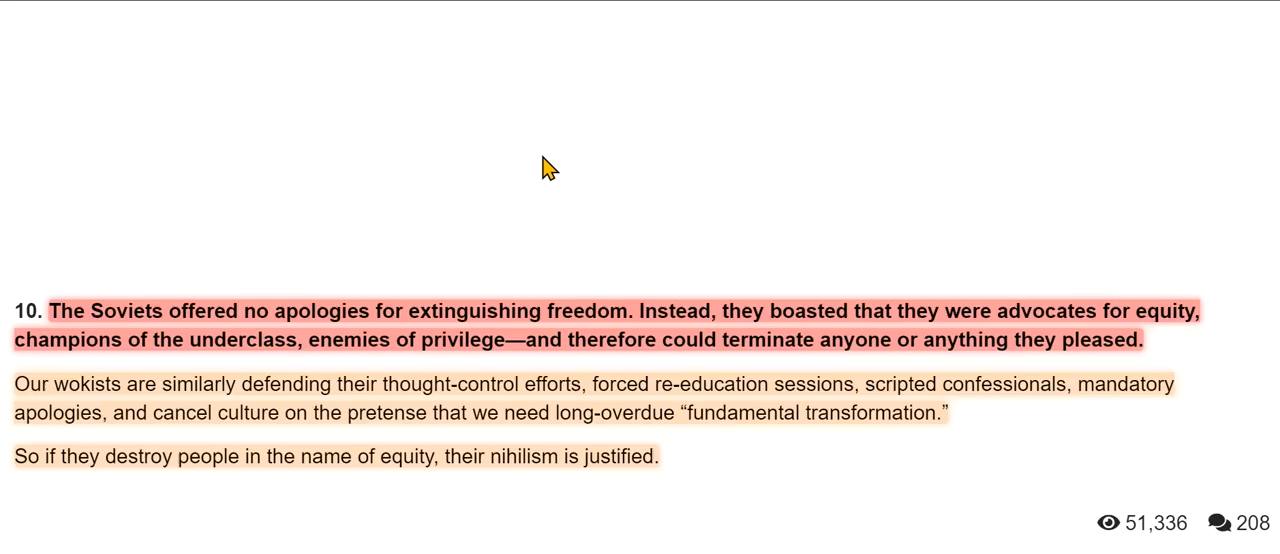 10. The Soviets offered no apologies for extinguishing freedom. Instead, they boasted that they were advocates for equity,
champions of the underclass, enemies of privilege—and therefore could terminate anyone or anything they pleased.
Our wokists are similarly defending their thought-control efforts, forced re-education sessions, scripted confessionals, mandatory
apologies, and cancel culture on the pretense that we need long-overdue “fundamental transformation.”
So if they destroy people in the name of equity, their nihilism is justified.
51,336 208